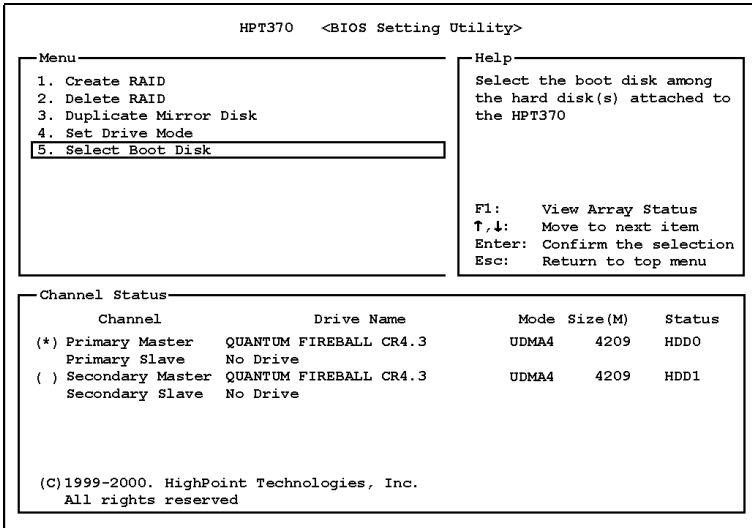 HPT370 <BIOS Setting Utility>
Menu
1. Create RAID
2. Delete RAID
3. Duplicate Mirror Disk
4. Set Drive Mode
5. Select Boot Disk
Help
Select the boot disk among
the hard disk(s) attached to
the HPT370
F1: View Array Status
↑,↓: Move to next item
Enter: Confirm the selection
Esc: Return to top menu
Channel Status
Channel Drive Name Mode Size(M) Status
(*) Primary Master QUANTUM FIREBALL CR4.3 UDMA4 4209 HDD0
Primary Slave No Drive
( ) Secondary Master QUANTUM FIREBALL CR4.3 UDMA4 4209 HDD1
Secondary Slave No Drive
(C)1999-2000. HighPoint Technologies, Inc.
All rights reserved